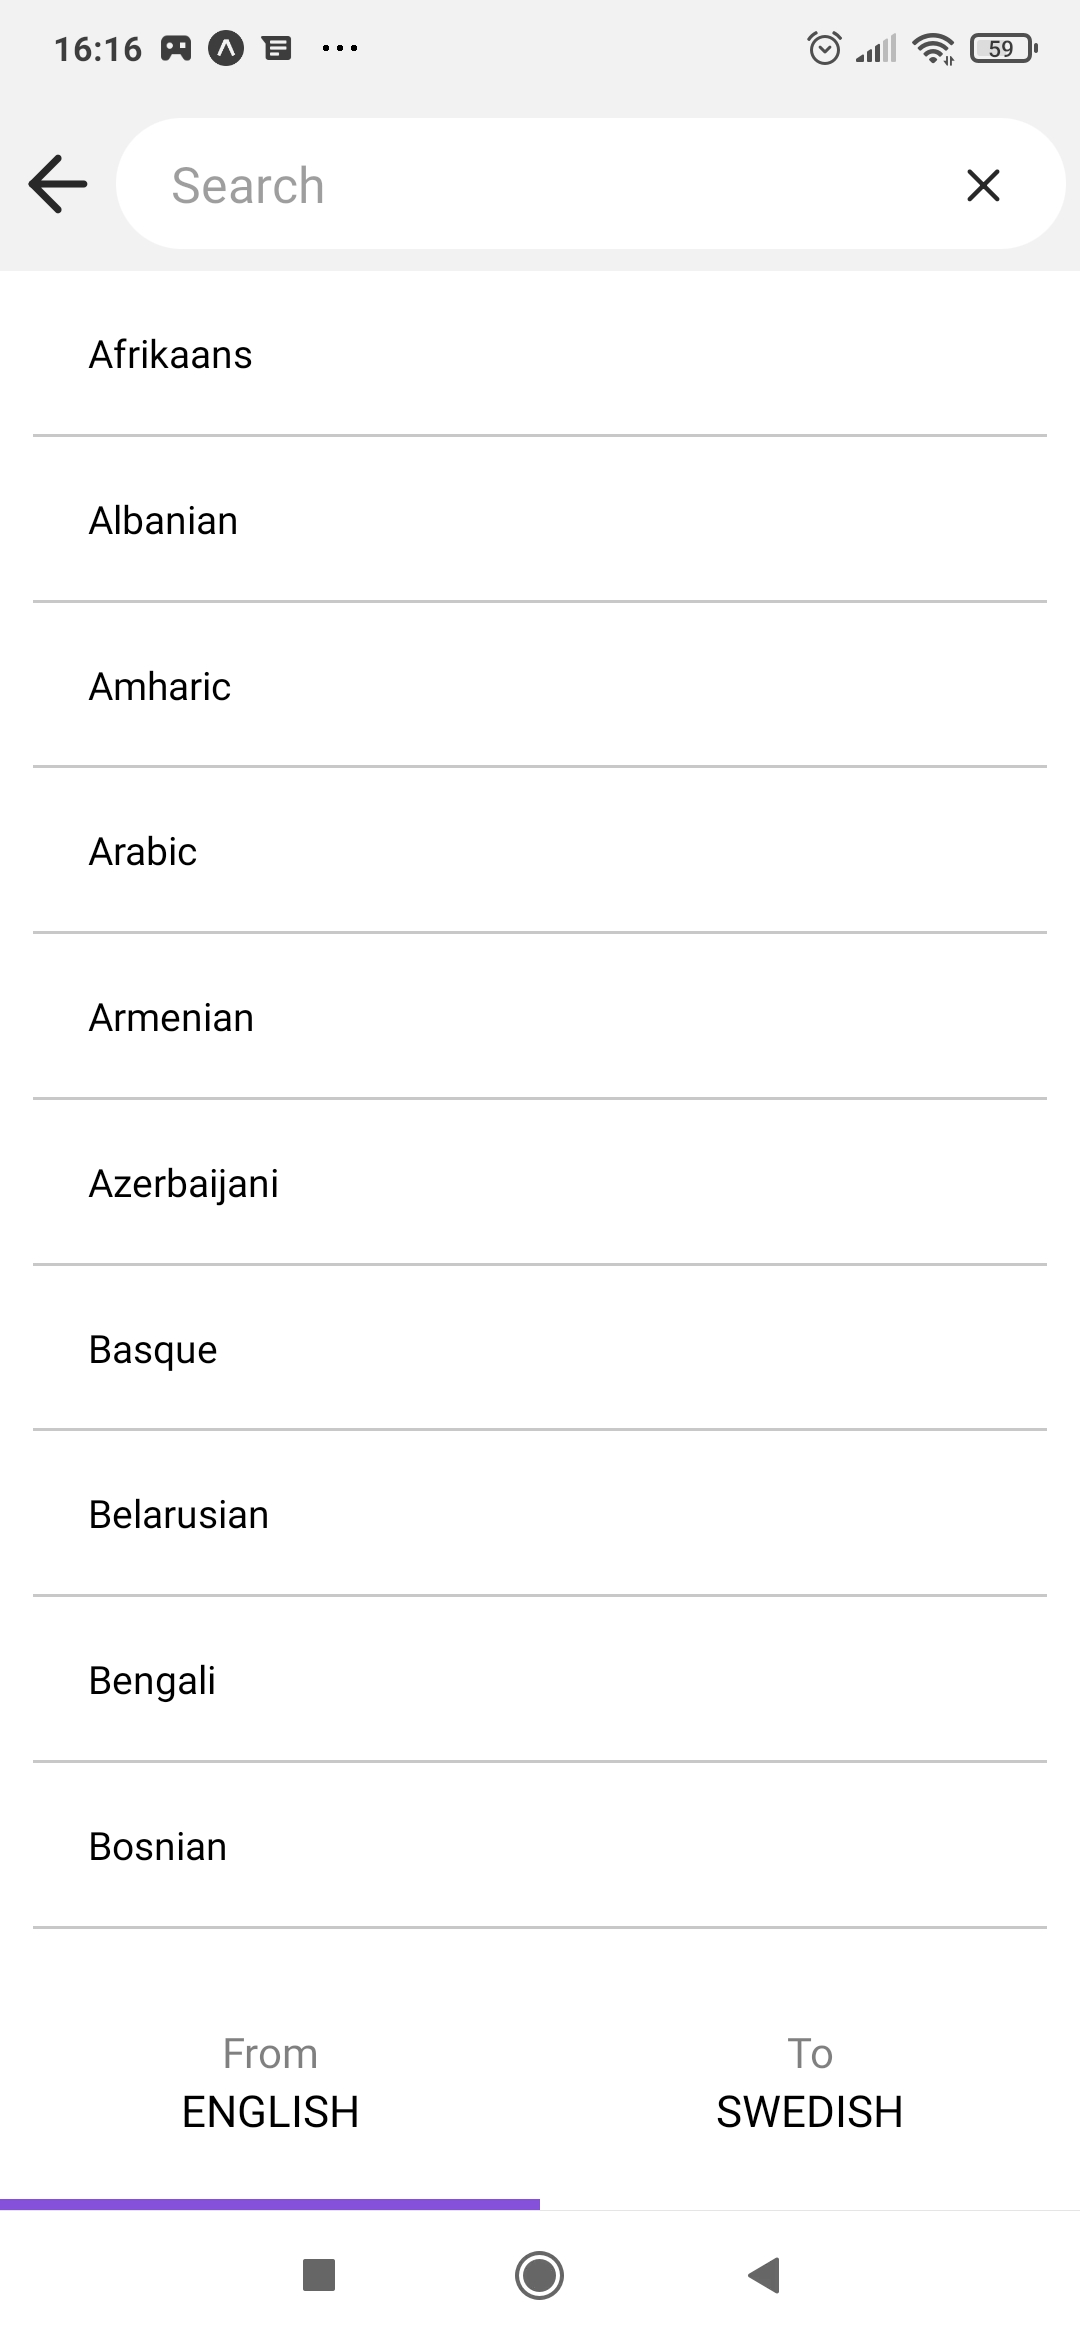 16:16
59
Search
Afrikaans
Albanian
Amharic
Arabic
Armenian
Azerbaijani
Basque
Belarusian
Bengali
Bosnian
From To
ENGLISH SWEDISH